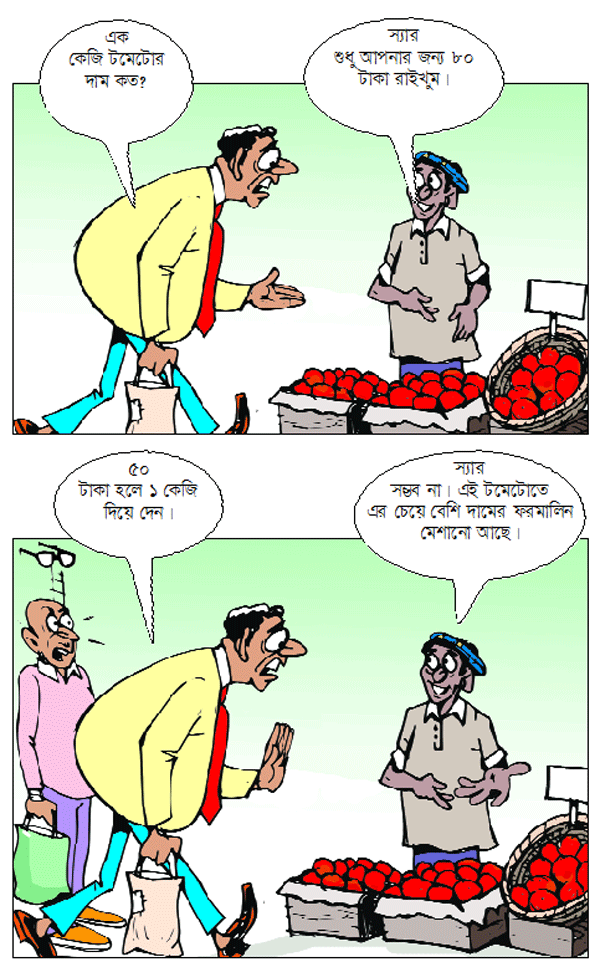 এক
কেজি টমেটোর
দাম কত?
স্যার
শুধু আপনার জন্য ৮০
টাকা রাইখুম।
৫০
টাকা হলে ১ কেজি
দিয়ে দেন।
স্যার
সম্ভব না। এই টমেটোতে
এর চেয়ে বেশি দামের ফরমালিন
মেশানো আছে।